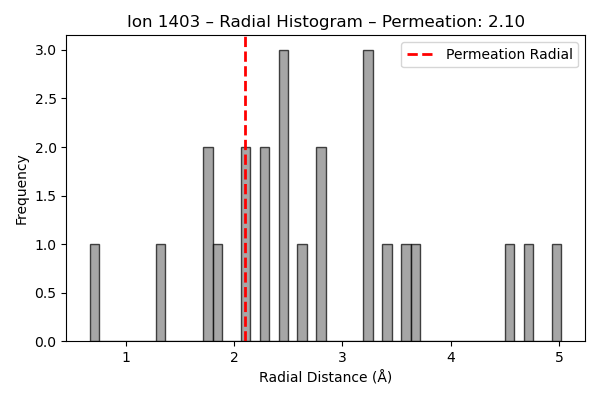 Ion 1403 – Radial Histogram – Permeation: 2.10
Permeation Radial
Frequency
3.0
2.5
2.0
1.5
1.0
0.5
0.0
1 2 3 4 5
Radial Distance (Å)